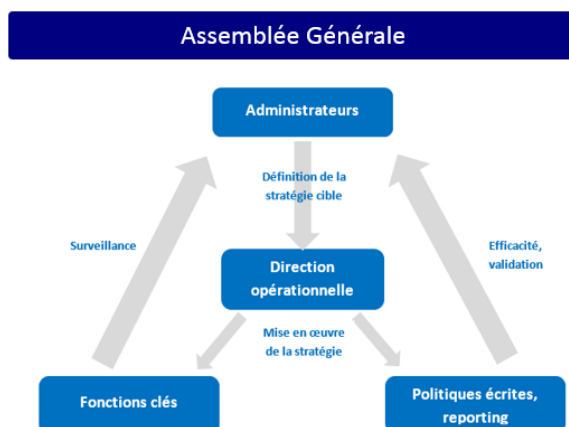 Assemblée Générale
Administrateurs
Définition de la
stratégie cible
Surveillance
Efficacité,
validation
Direction
opérationnelle
Mise en œuvre
de la stratégie
Fonctions clés
Politiques écrites,
reporting